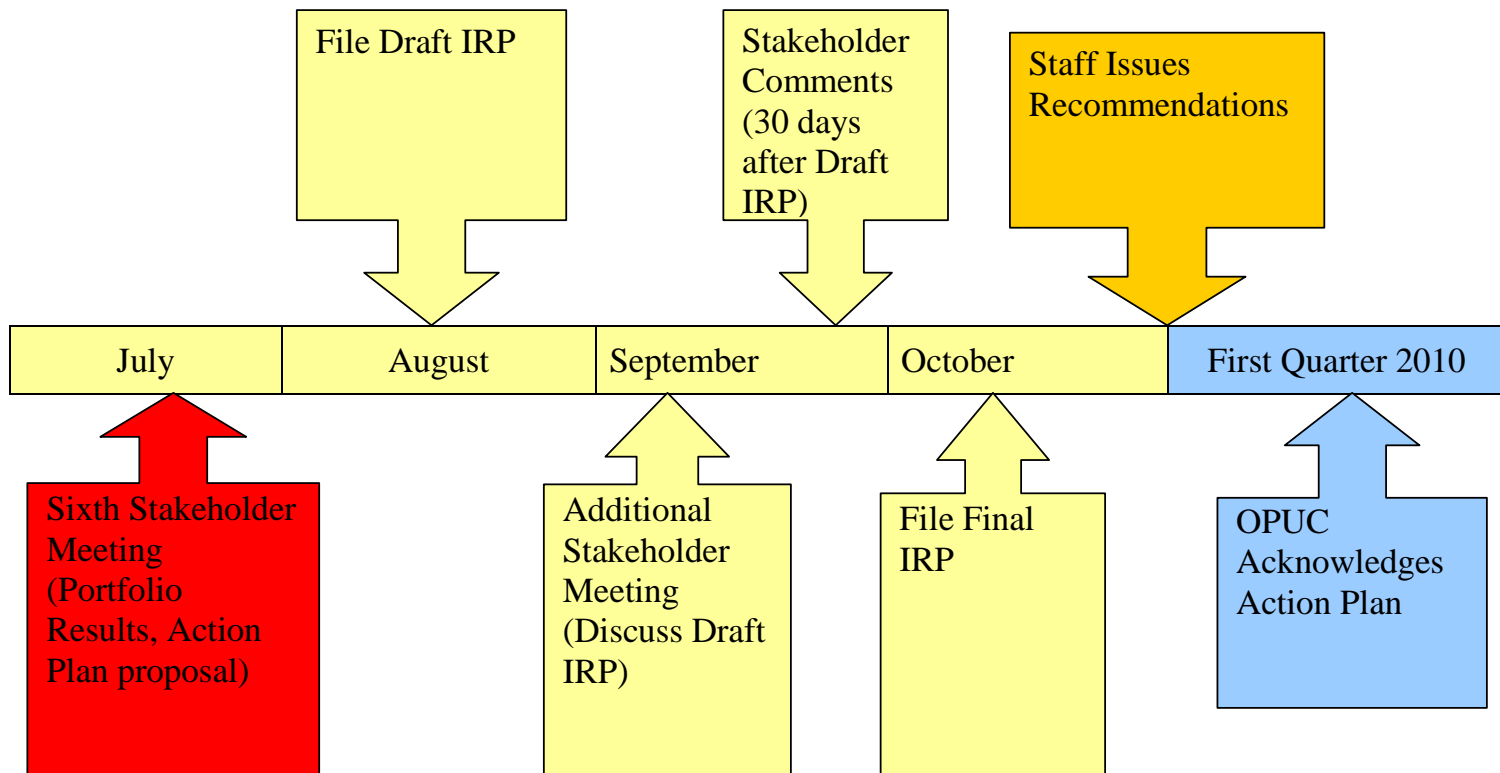 File Draft IRP
Stakeholder
Comments
(30 days
after Draft
IRP)
Staff Issues
Recommendations
July
August
September
October
First Quarter 2010
Sixth Stakeholder
Meeting
(Portfolio
Results, Action
Plan proposal)
Additional
Stakeholder
Meeting
(Discuss Draft
IRP)
File Final
IRP
OPUC
Acknowledges
Action Plan